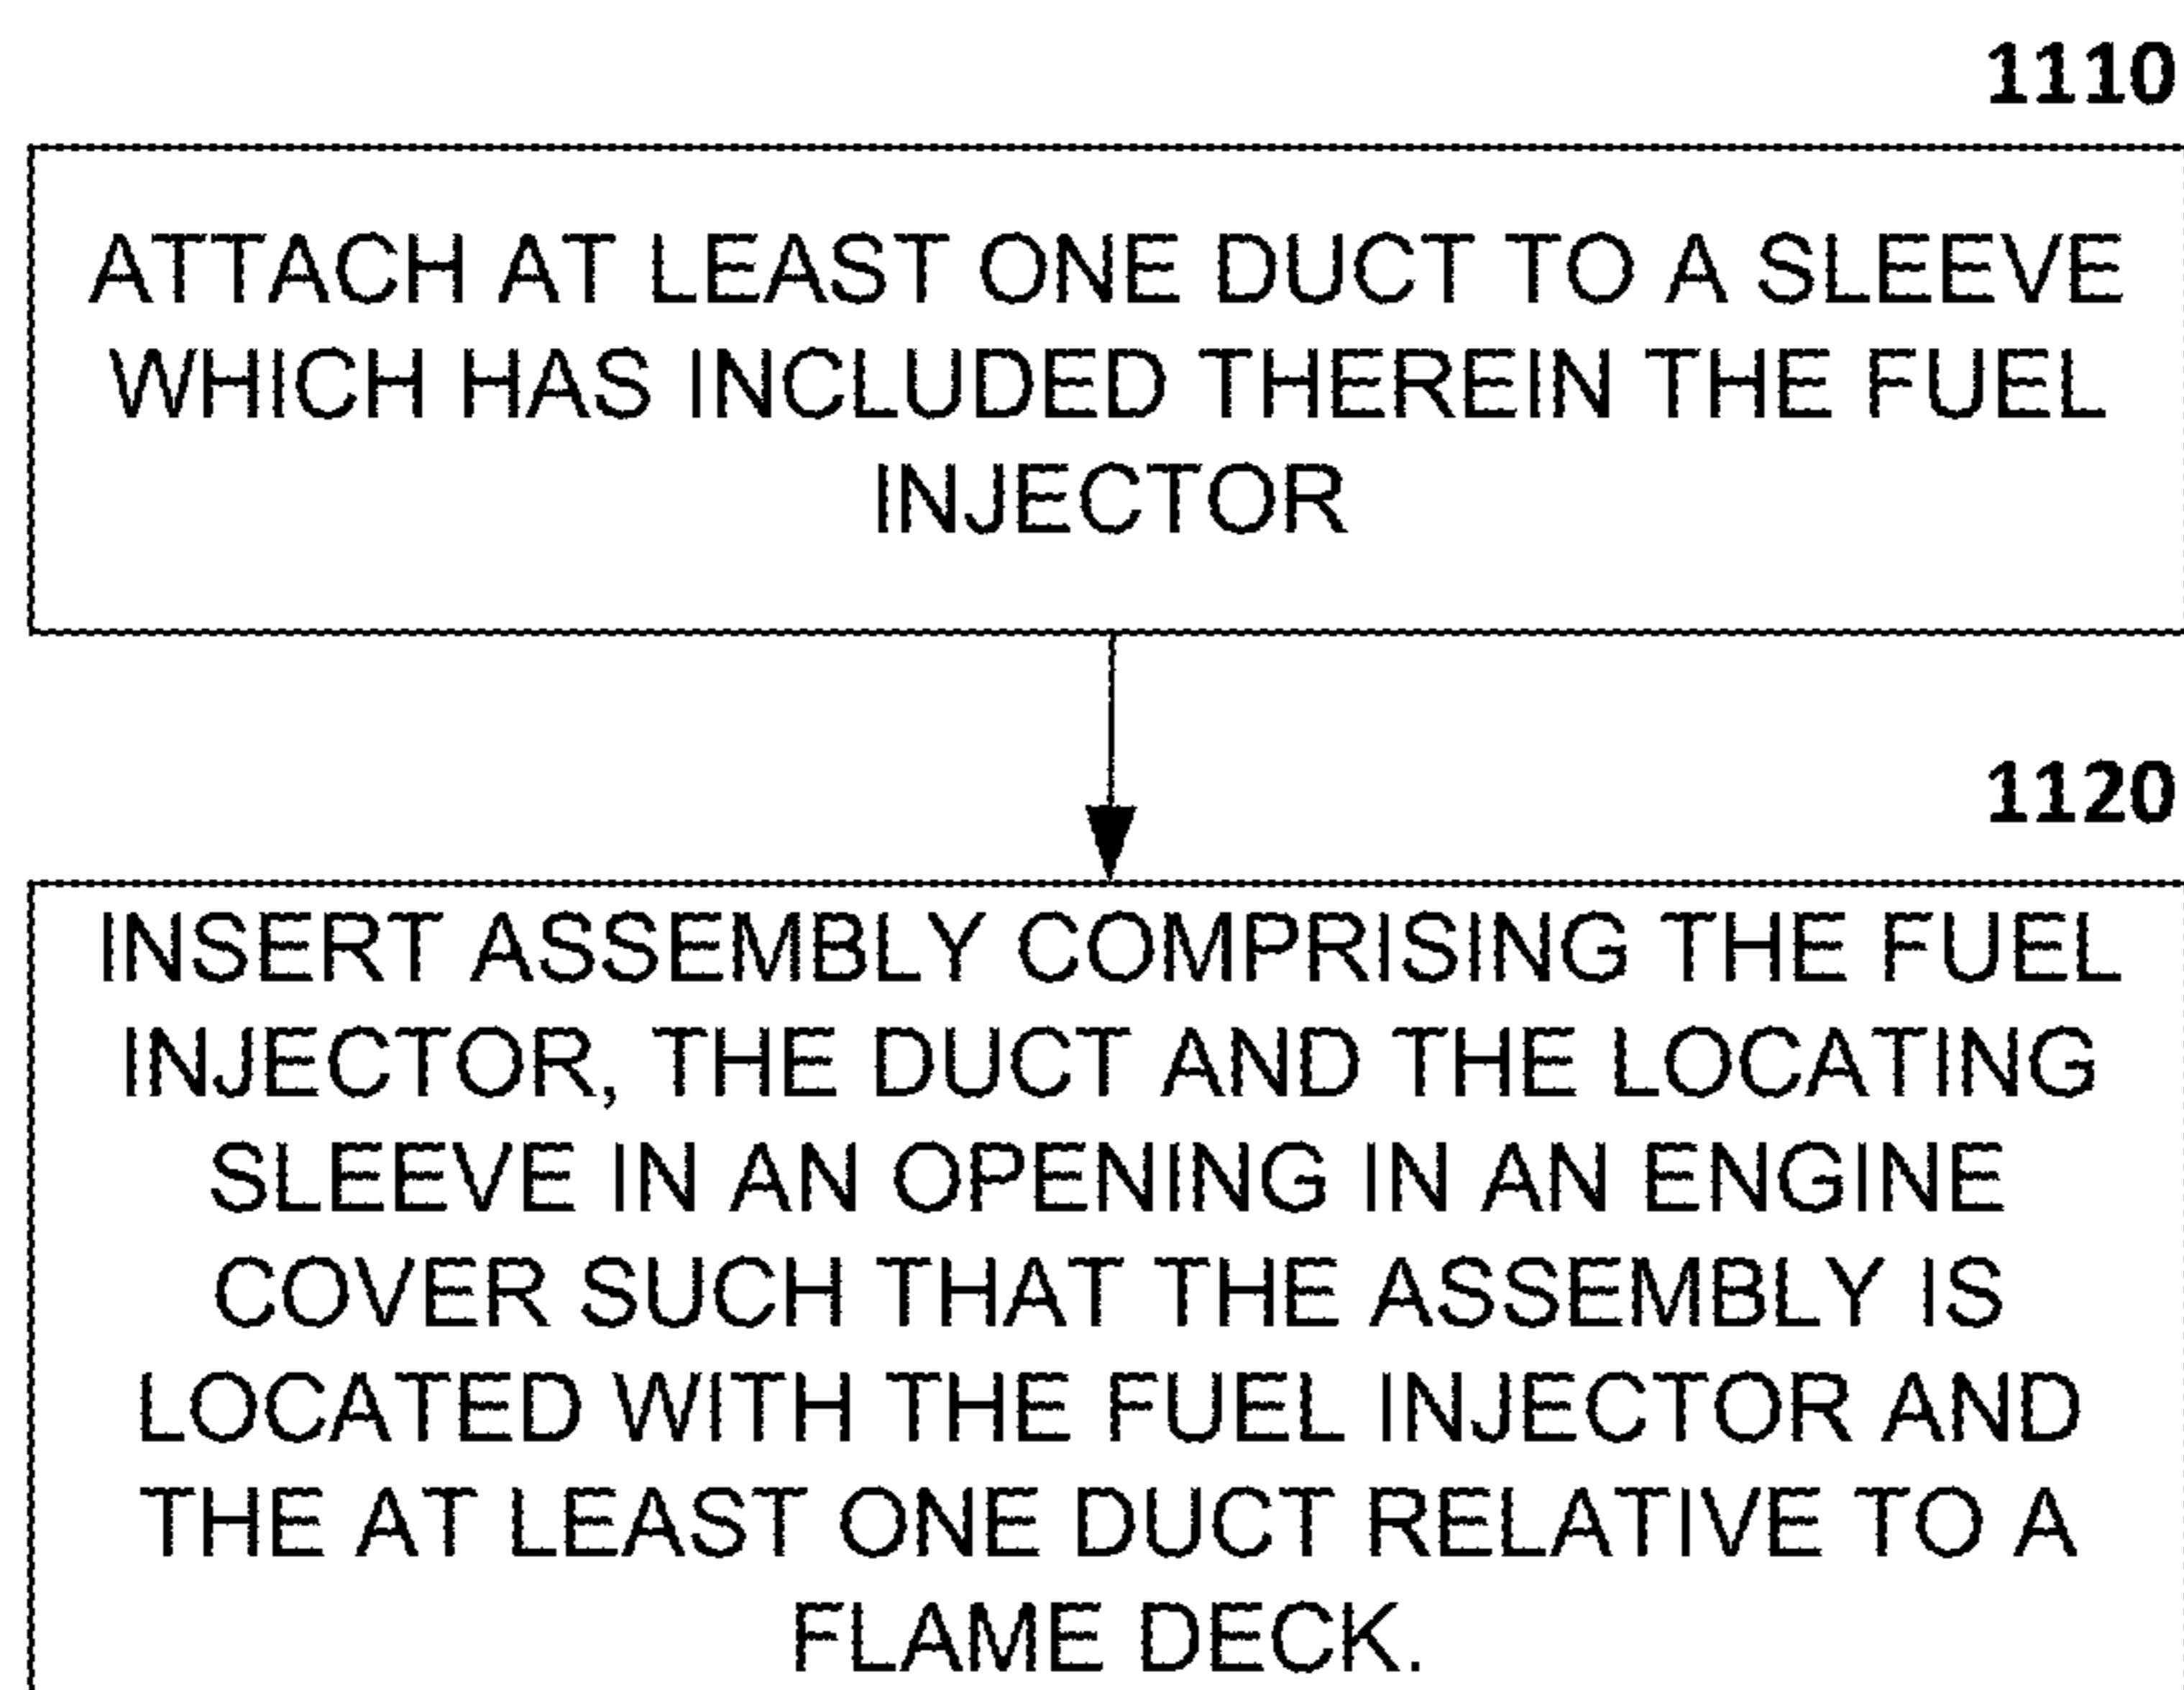 1110
ATTACH AT LEAST ONE DUCT TO A SLEEVE
WHICH HAS INCLUDED THEREIN THE FUEL
INJECTOR
1120
INSERT ASSEMBLY COMPRISING THE FUEL
INJECTOR, THE DUCT AND THE LOCATING
SLEEVE IN AN OPENING IN AN ENGINE
COVER SUCH THAT THE ASSEMBLY IS
LOCATED WITH THE FUEL INJECTOR AND
THE AT LEAST ONE DUCT RELATIVE TO A
FLAME DECK.